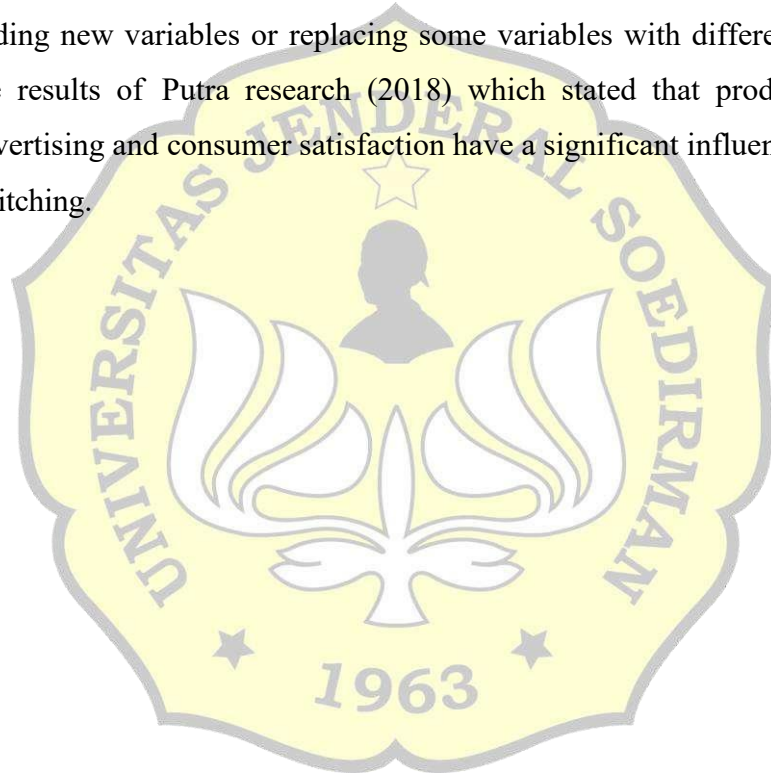 ding new variables or replacing some variables with differe
e results of Putra research (2018) which stated that prod
vertising and consumer satisfaction have a significant influen
itching.
UNIVERSITAS JENDERAL SOEDIRMAN
1963